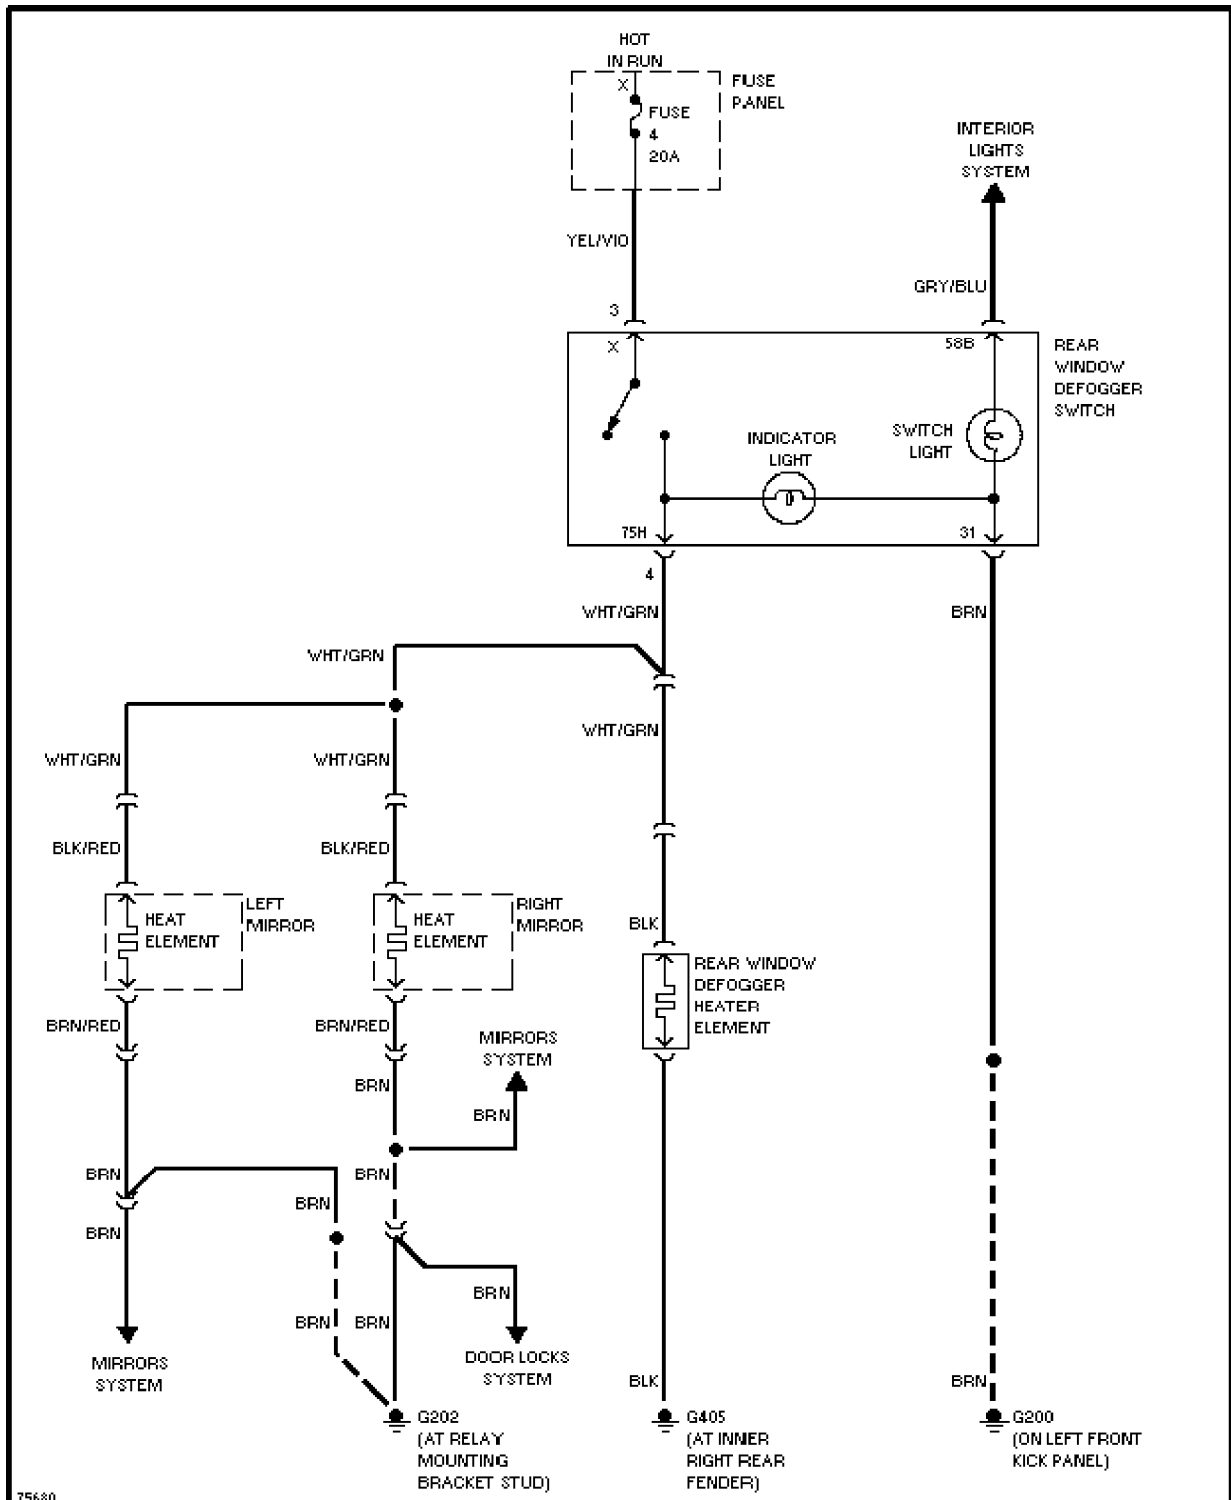 HOT
IN RUN
X
FUSE
4
20A
FUSE
PANEL
INTERIOR
LIGHTS
SYSTEM
YEL/VIO
GRY/BLU
3
X
58B
REAR
WINDOW
DEFOGGER
SWITCH
INDICATOR
LIGHT
SWITCH
LIGHT
75H
31
4
WHT/GRN
BRN
WHT/GRN
WHT/GRN
WHT/GRN
WHT/GRN
BLK/RED
BLK/RED
LEFT
MIRROR
HEAT
ELEMENT
RIGHT
MIRROR
HEAT
ELEMENT
BLK
REAR WINDOW
DEFOGGER
HEATER
ELEMENT
BRN/RED
BRN/RED
MIRRORS
SYSTEM
BRN
BRN
BRN
BRN
BRN
BRN
BRN
BRN
BRN
MIRRORS
SYSTEM
DOOR LOCKS
SYSTEM
BLK
BRN
G202
(AT RELAY
MOUNTING
BRACKET STUD)
G405
(AT INNER
RIGHT REAR
FENDER)
G200
(ON LEFT FRONT
KICK PANEL)
75680